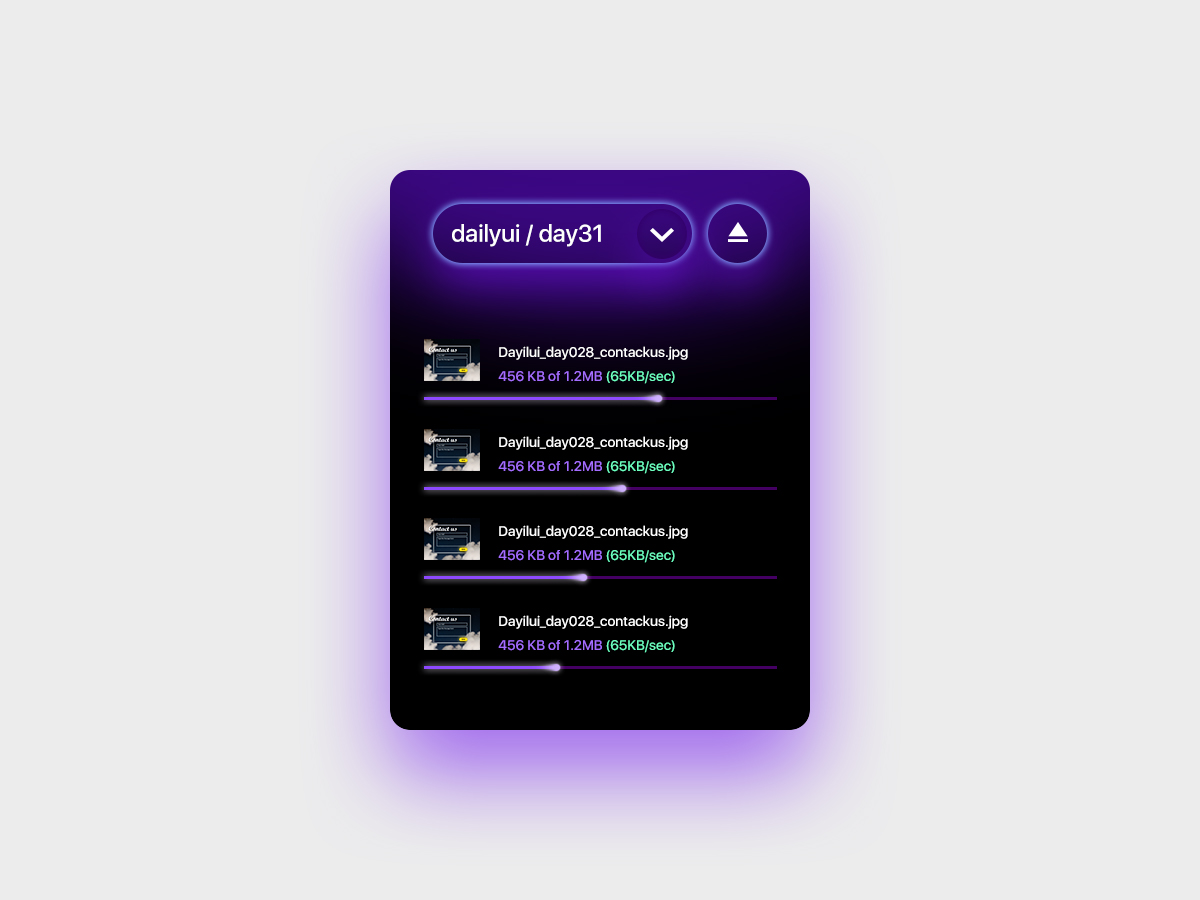 dailyui / day31
Contact us
Dayilui_day028_contackus.jpg
456 KB of 1.2MB (65KB/sec)
Contact us
Dayilui_day028_contackus.jpg
456 KB of 1.2MB (65KB/sec)
Contact us
Dayilui_day028_contackus.jpg
456 KB of 1.2MB (65KB/sec)
Contact us
Dayilui_day028_contackus.jpg
456 KB of 1.2MB (65KB/sec)